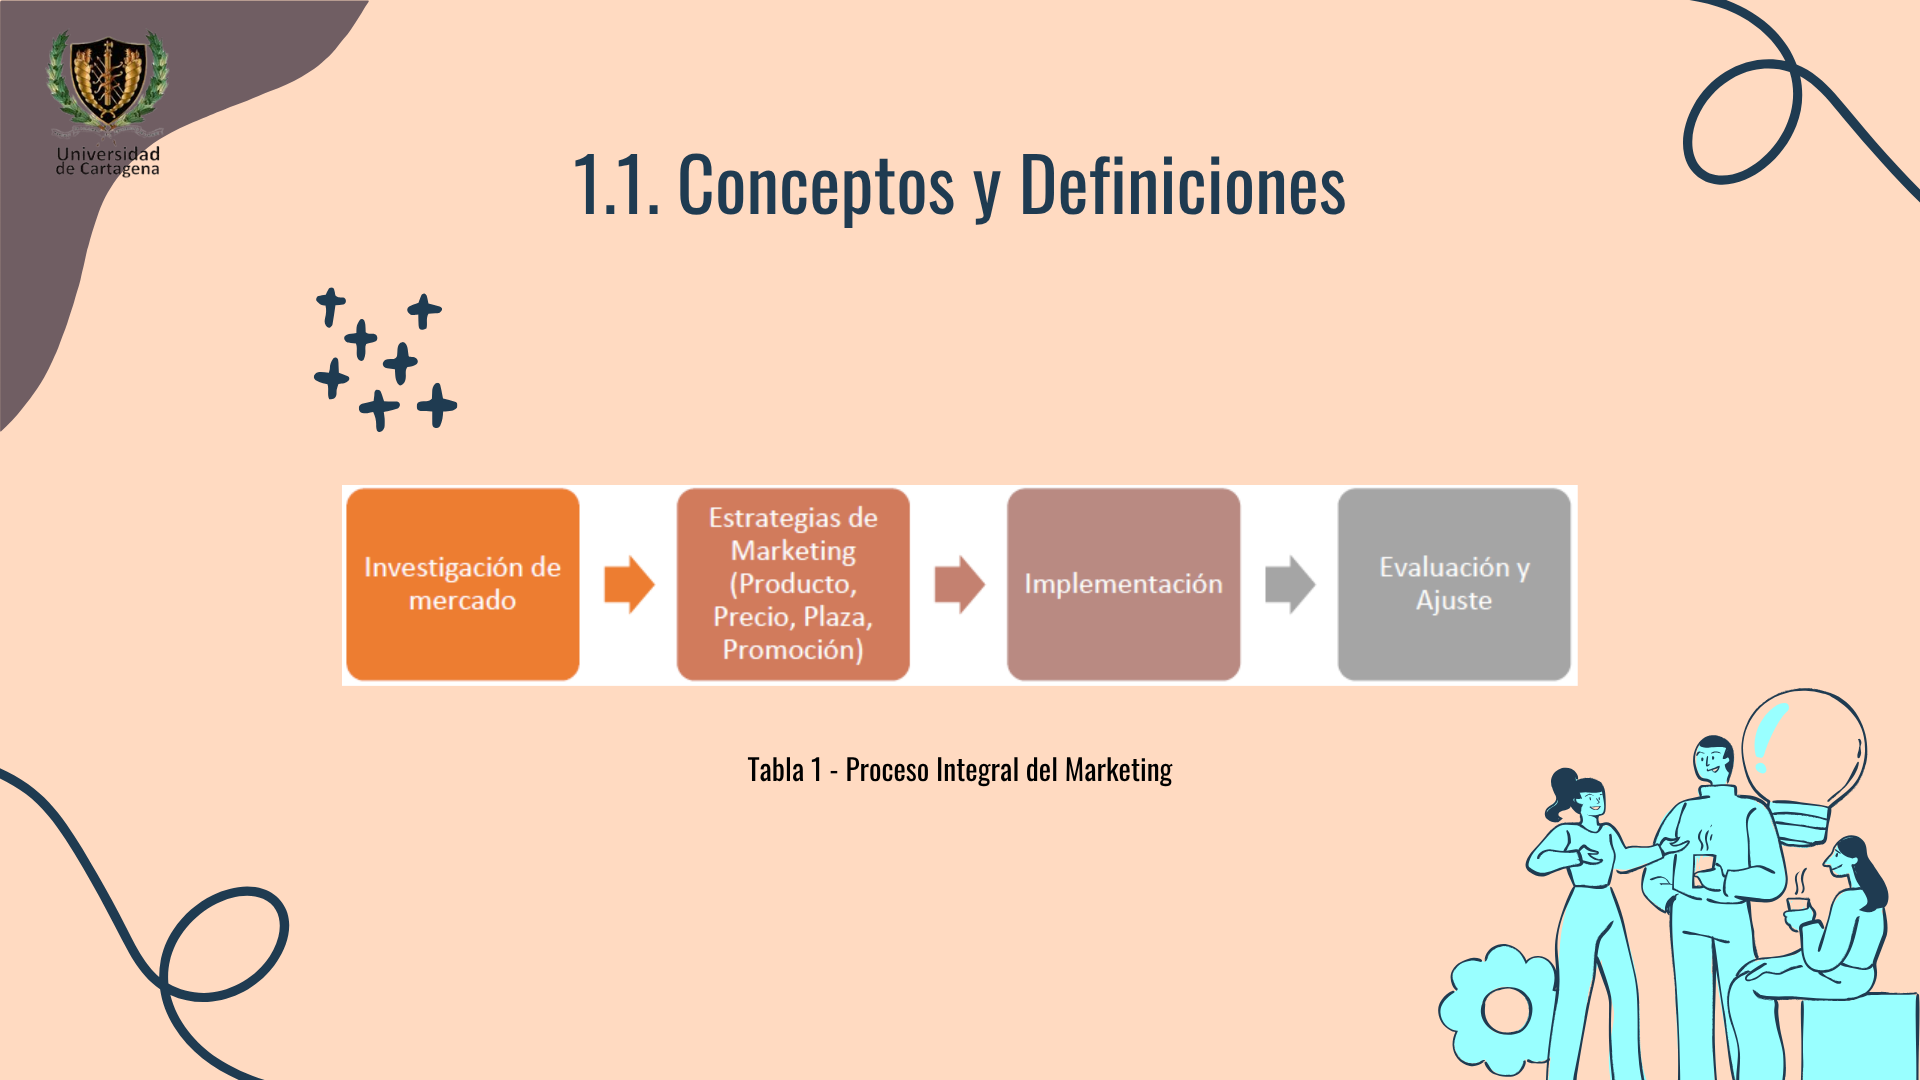 Universidad
de Cartagena
1.1. Conceptos y Definiciones
Investigación de
mercado
Estrategias de
Marketing
(Producto,
Precio, Plaza,
Promoción)
Implementación
Evaluación y
Ajuste
Tabla 1 - Proceso Integral del Marketing